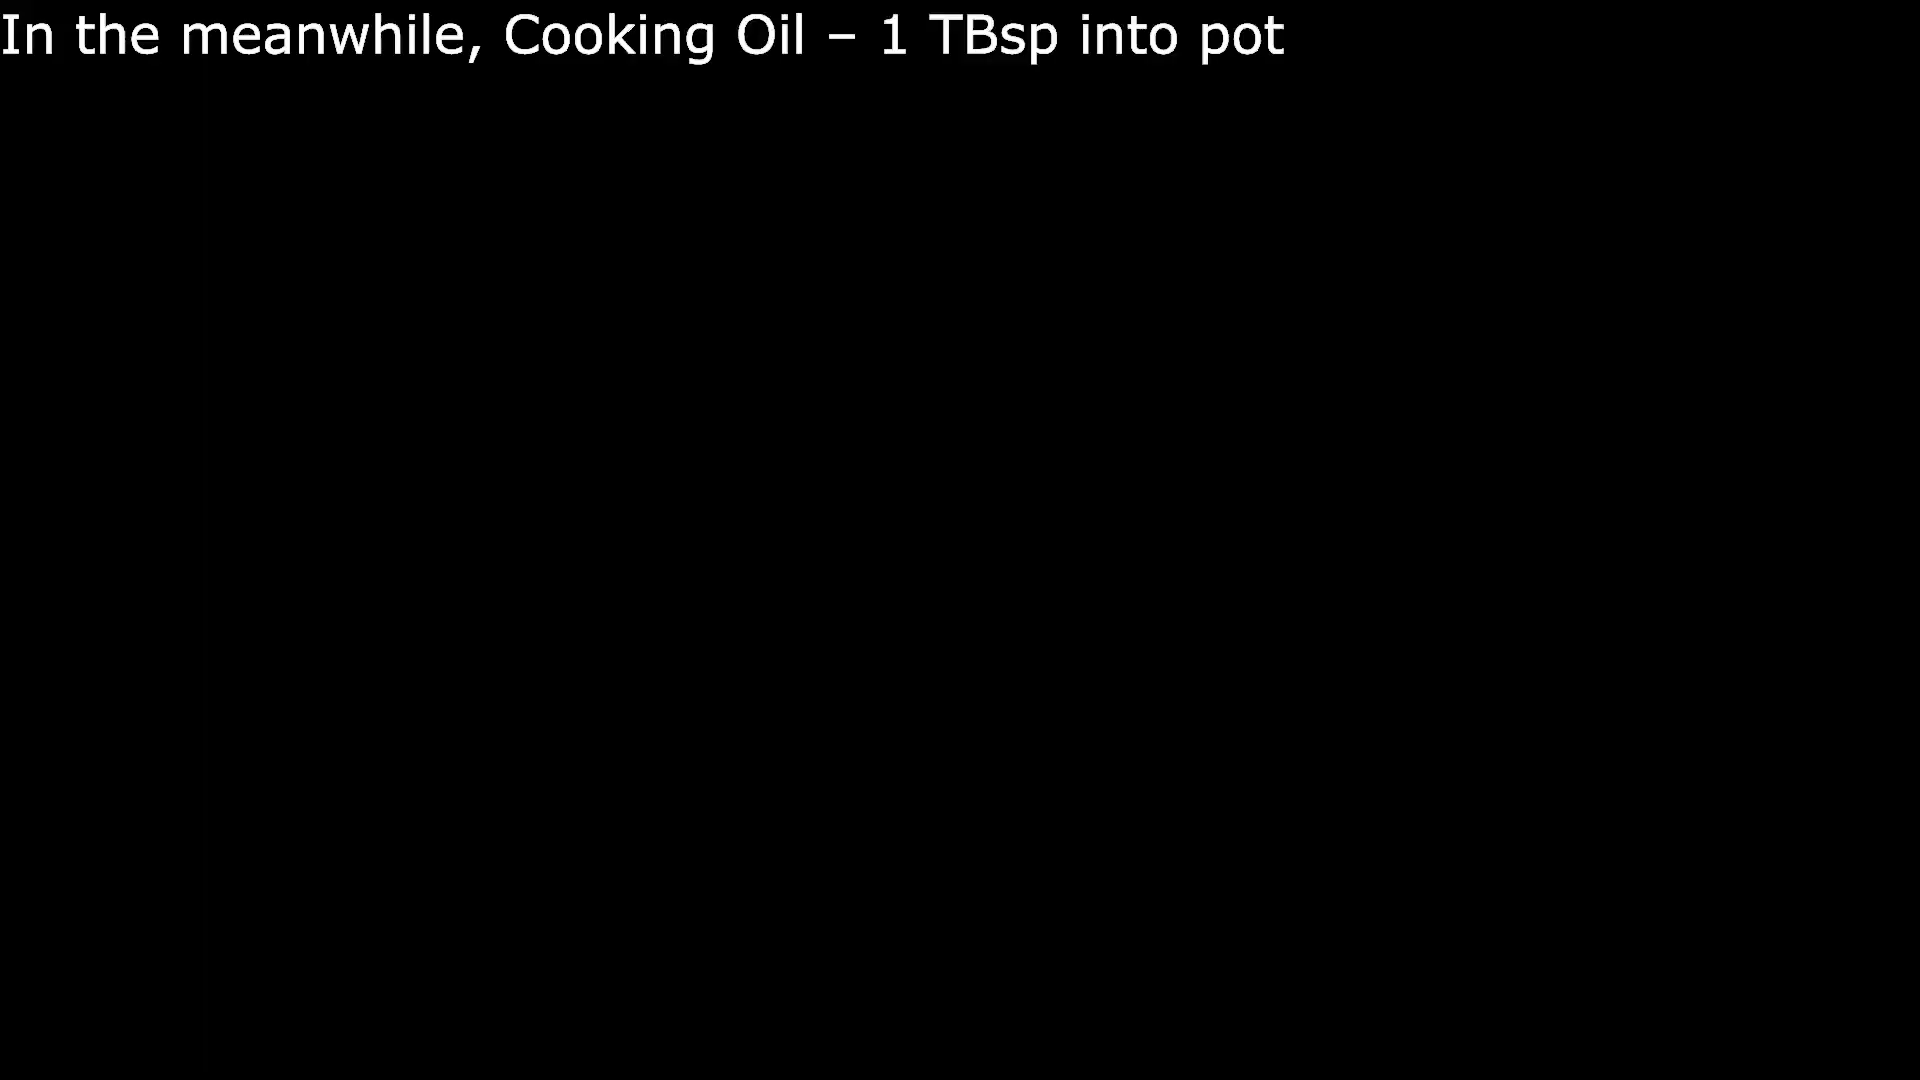 In the meanwhile, Cooking Oil – 1 TBsp into pot